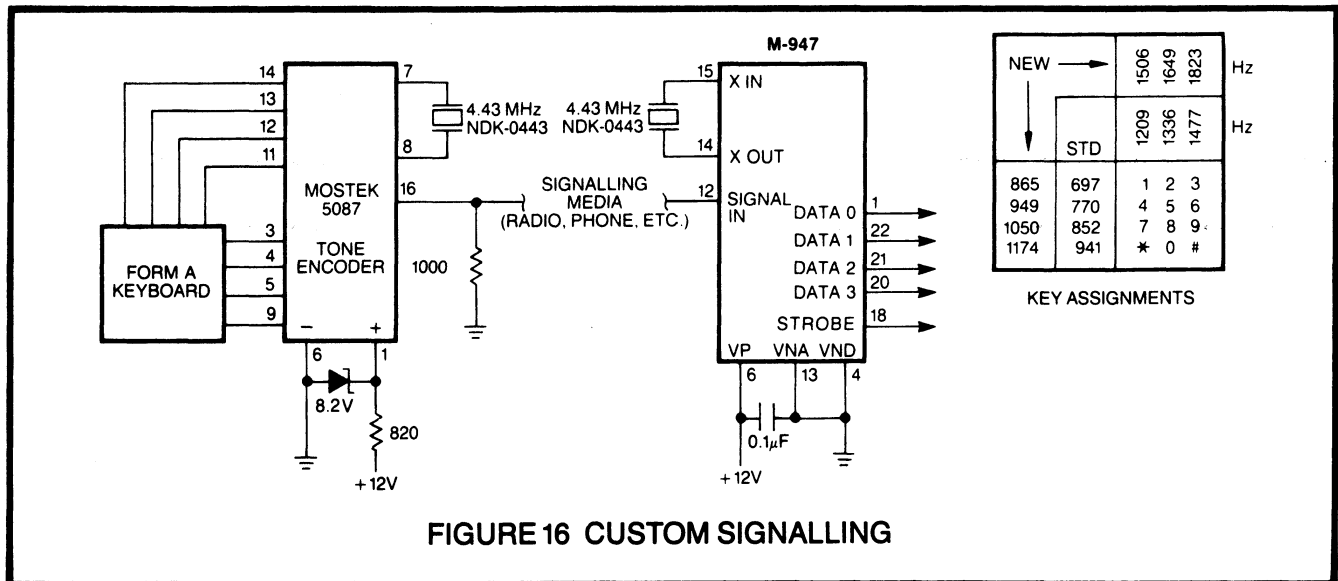 M-947
14
13
12
11
7
8
16
4.43 MHz
NDK-0443
MOSTEK
5087
TONE
ENCODER
FORM A
KEYBOARD
3
4
5
9
−
+
6
1
8.2V
820
+12V
1000
SIGNALLING
MEDIA
(RADIO, PHONE, ETC.)
4.43 MHz
NDK-0443
15
14
12
X IN
X OUT
SIGNAL
IN
DATA 0
1
DATA 1
22
DATA 2
21
DATA 3
20
STROBE
18
VP VNA VND
6
13
4
0.1µF
+12V
NEW 1506 1649 1823 Hz
STD 1209 1336 1477 Hz
865 697 1 2 3
949 770 4 5 6
1050 852 7 8 9
1174 941 * 0 #
KEY ASSIGNMENTS
FIGURE 16 CUSTOM SIGNALLING